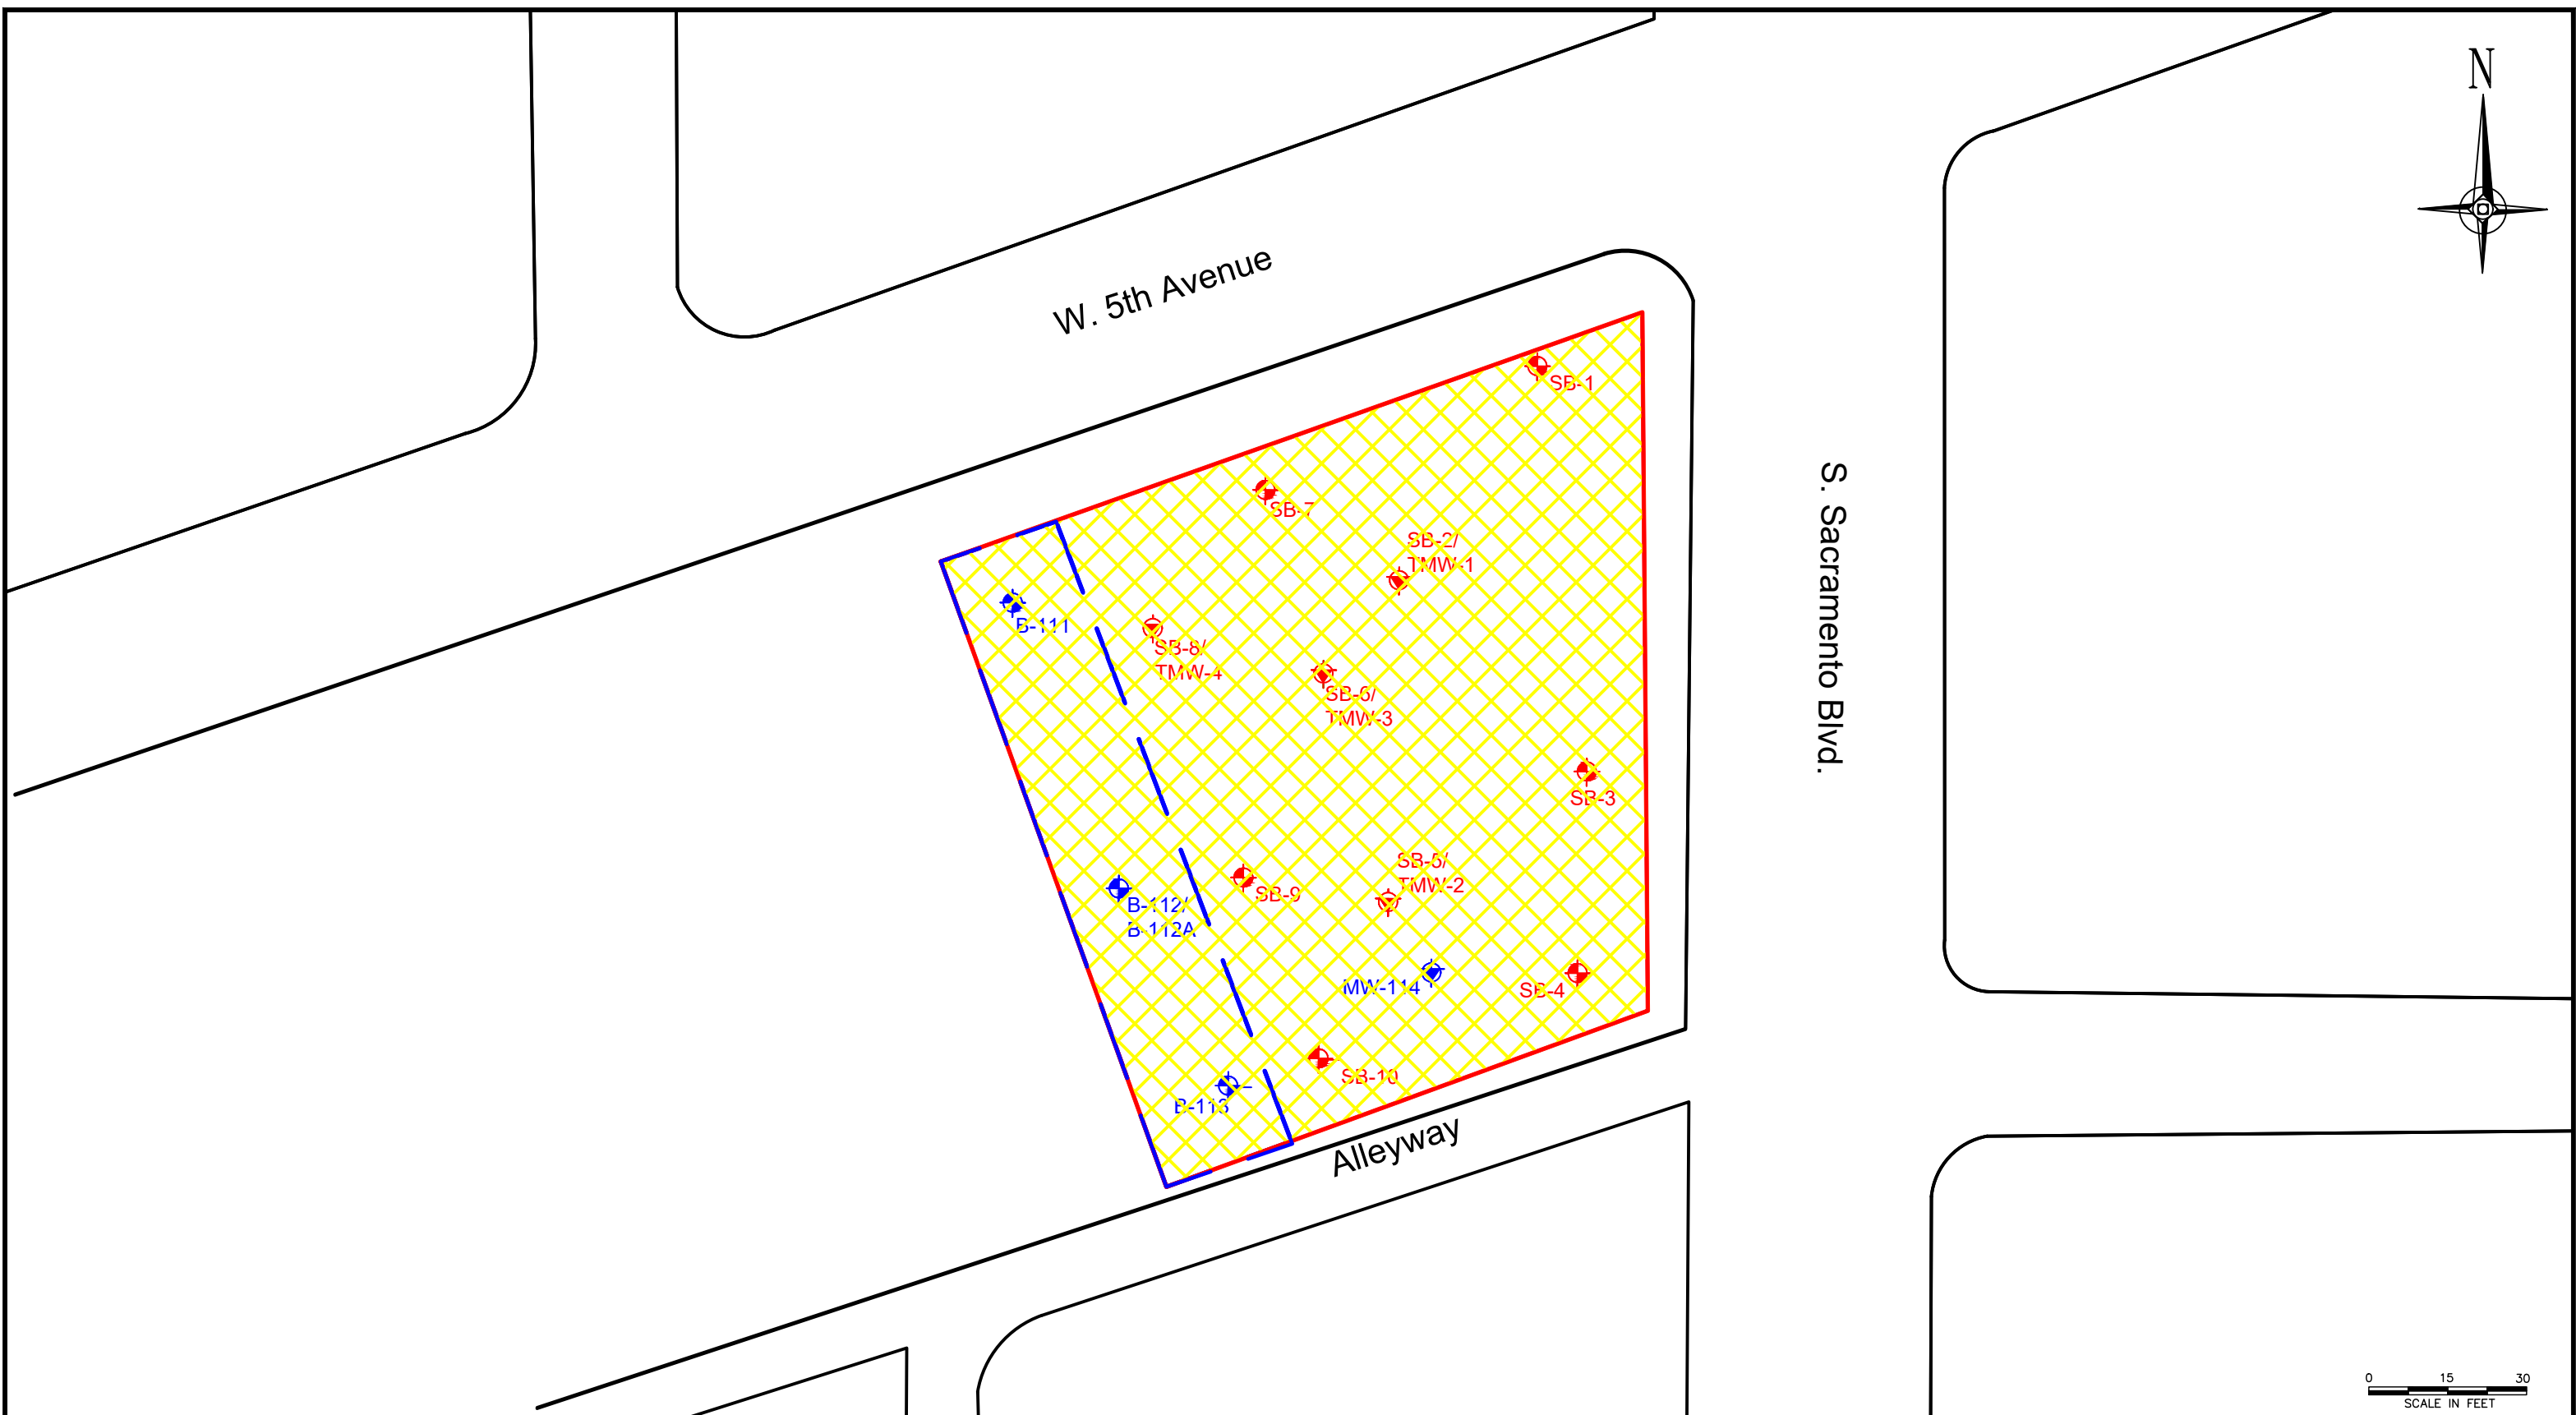 N
W. 5th Avenue
SB-1
S. Sacramento Blvd.
SB-7
SB-2/
TMW-1
B-111
SB-8/
TMW-4
SB-6/
TMW-3
SB-3
SB-5/
TMW-2
SB-9
B-112/
B-112A
MW-114
SB-4
SB-10
B-113
Alleyway
0 15 30
SCALE IN FEET